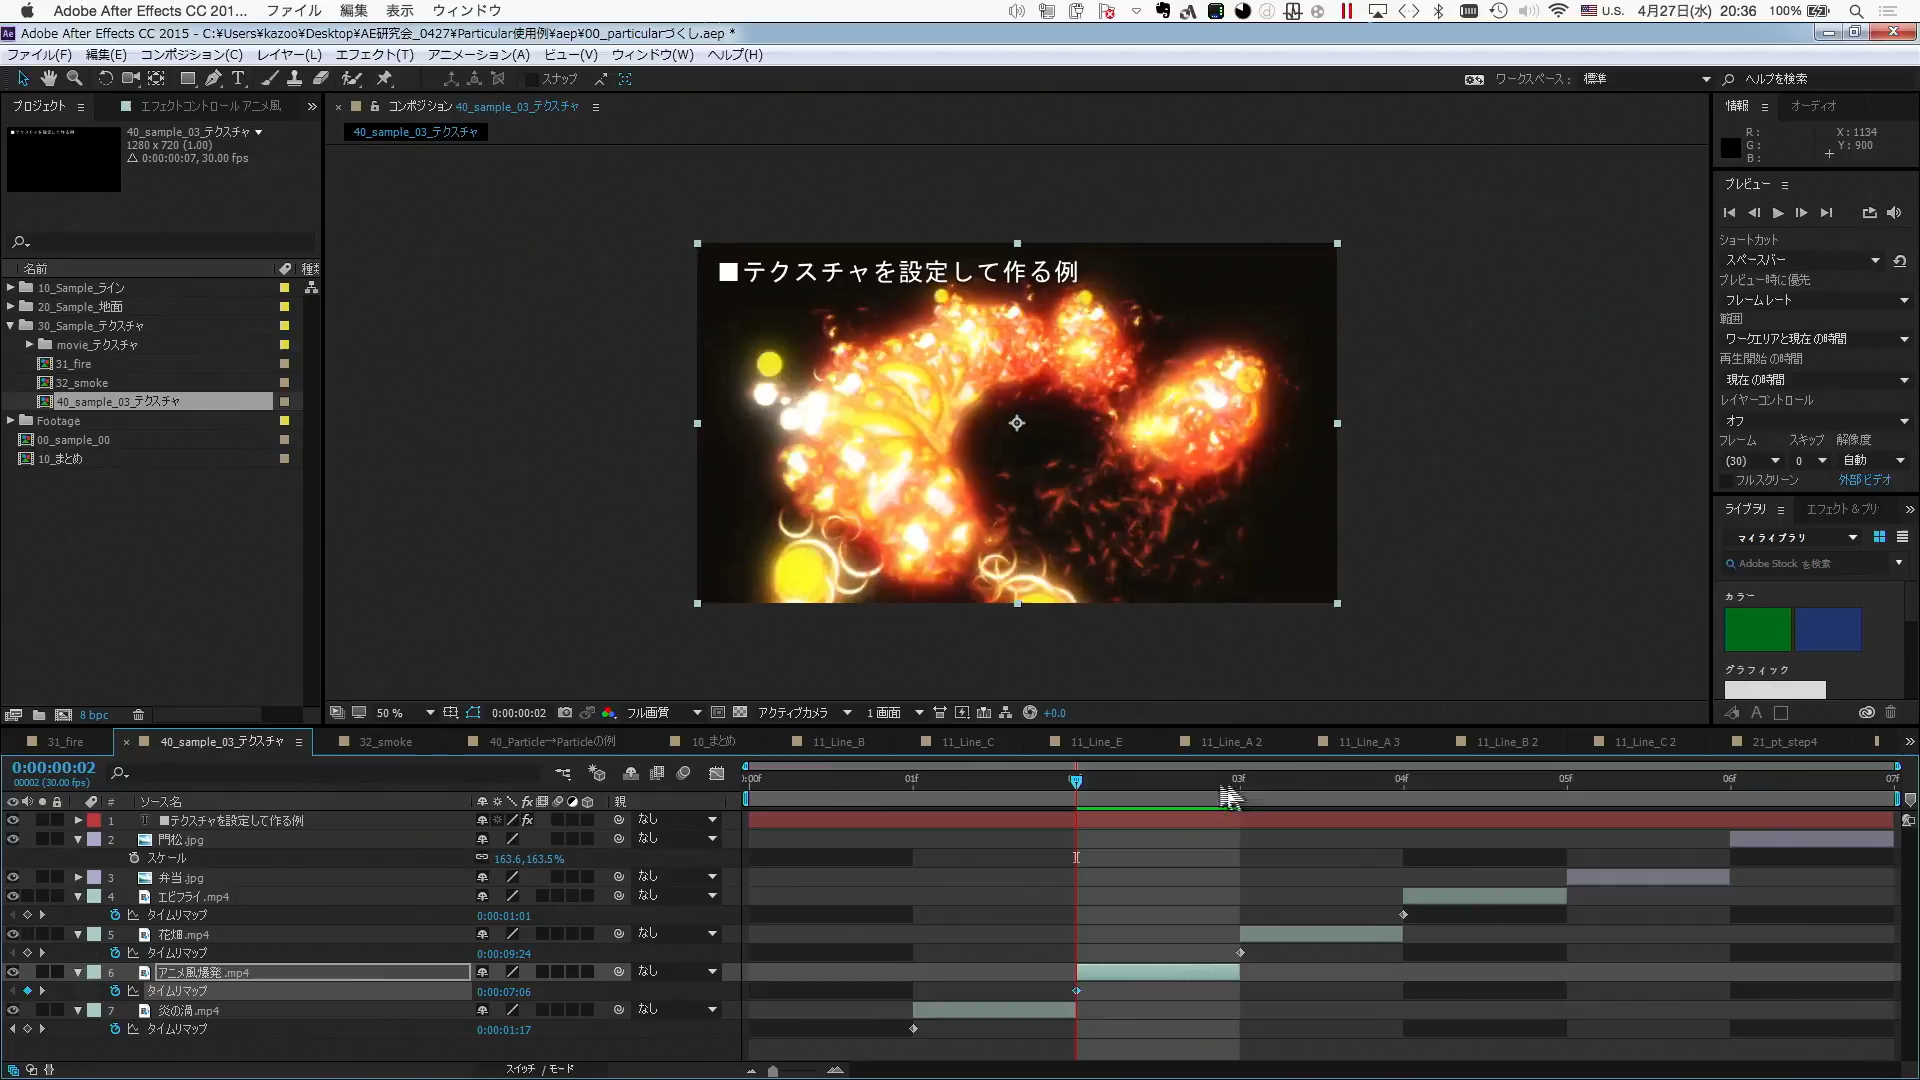 Adobe After Effects CC 201... ファイル 編集 表示 ウィンドウ
U.S. 4月27日(水) 20:36 100%
Adobe After Effects CC 2015 - C:¥Users¥kazoo¥Desktop¥AE研究会_0427¥Particular使用例¥aep¥00_particularづくし.aep *
ファイル(F) 編集(E) コンポジション(C) レイヤー(L) エフェクト(T) アニメーション(A) ビュー(V) ウィンドウ(W) ヘルプ(H)
スナップ ワークスペース: 標準 ヘルプを検索
プロジェクト エフェクトコントロール アニメ風
40_sample_03_テクスチャ
1280 x 720 (1.00)
△ 0:00:00:07, 30.00 fps
名前 種類
10_Sample_ライン
20_Sample_地面
30_Sample_テクスチャ
movie_テクスチャ
31_fire
32_smoke
40_sample_03_テクスチャ
Footage
00_sample_00
10_まとめ
8 bpc
コンポジション 40_sample_03_テクスチャ
40_sample_03_テクスチャ
■テクスチャを設定して作る例
50 % 0:00:00:02 フル画質 アクティブカメラ 1画面 +0.0
情報 オーディオ
R: X: 1134
G: Y: 900
B:
プレビュー
ショートカット
スペースバー
プレビュー時に優先
フレームレート
範囲
ワークエリアと現在の時間
再生開始の時間
現在の時間
レイヤーコントロール
オフ
フレーム スキップ 解像度
(30) 0 自動
フルスクリーン 外部ビデオ
ライブラリ エフェクト＆プリ
マイライブラリ
Adobe Stock を検索
カラー
グラフィック
31_fire 40_sample_03_テクスチャ 32_smoke 40_Particle→Particleの例 10_まとめ 11_Line_B 11_Line_C 11_Line_E 11_Line_A 2 11_Line_A 3 11_Line_B 2 11_Line_C 2 21_pt_step4
0:00:00:02
00002 (30.00 fps)
:00f 01f 03f 04f 05f 06f 07f
# ソース名 fx 親
1 T ■テクスチャを設定して作る例 fx なし
2 門松.jpg なし
スケール 163.6,163.5%
3 弁当.jpg なし
4 エビフライ.mp4 なし
タイムリマップ 0:00:01:01
5 花畑.mp4 なし
タイムリマップ 0:00:09:24
6 アニメ風爆発.mp4 なし
タイムリマップ 0:00:07:06
7 炎の渦.mp4 なし
タイムリマップ 0:00:01:17
スイッチ / モード